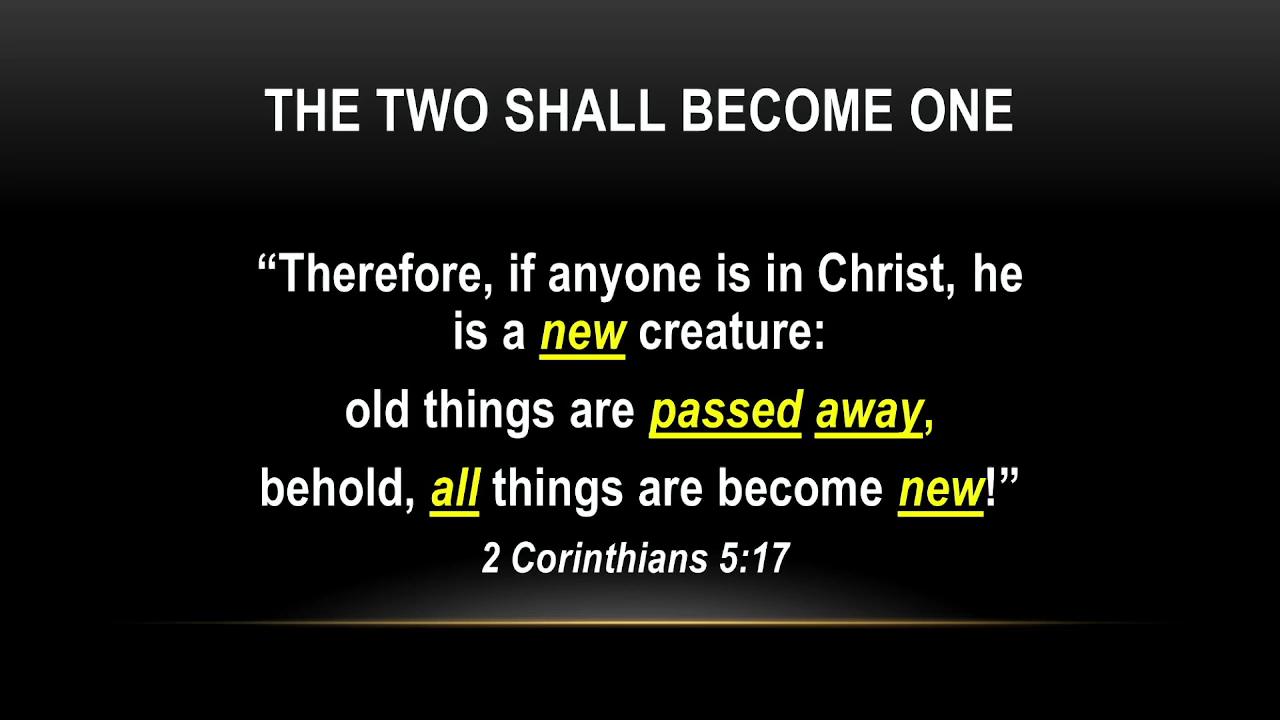 THE TWO SHALL BECOME ONE
“Therefore, if anyone is in Christ, he
is a new creature:
old things are passed away,
behold, all things are become new!”
2 Corinthians 5:17